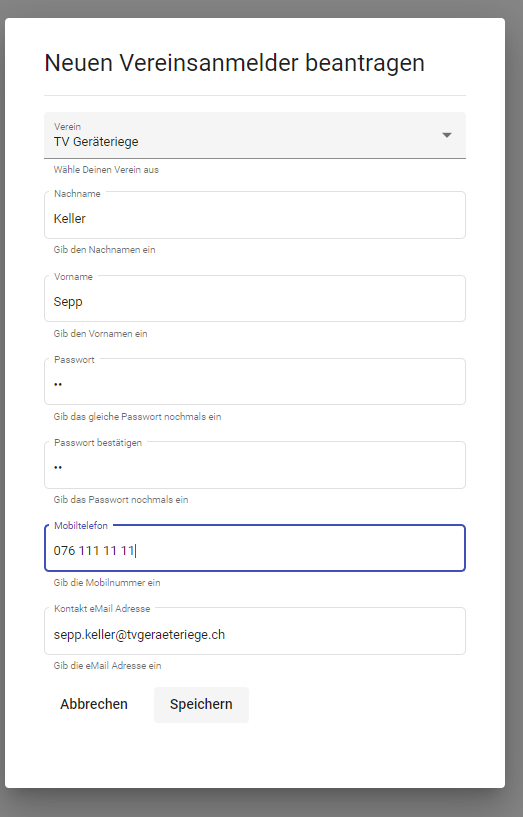 Neuen Vereinsanmelder beantragen
Verein
TV Geräteriege
Wähle Deinen Verein aus
Nachname
Keller
Gib den Nachnamen ein
Vorname
Sepp
Gib den Vornamen ein
Passwort
••
Gib das gleiche Passwort nochmals ein
Passwort bestätigen
••
Gib das Passwort nochmals ein
Mobiltelefon
076 111 11 11
Gib die Mobilnummer ein
Kontakt eMail Adresse
sepp.keller@tvgeraeteriege.ch
Gib die eMail Adresse ein
Abbrechen Speichern